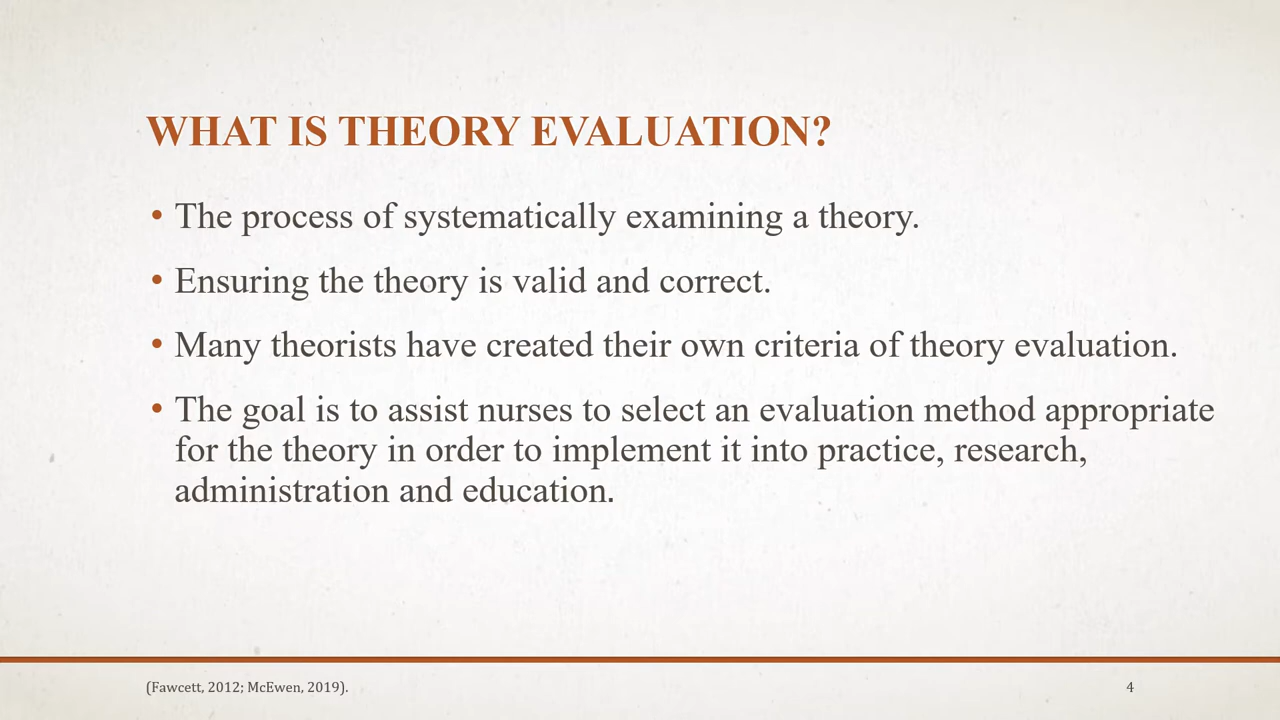 WHAT IS THEORY EVALUATION?
• The process of systematically examining a theory.
• Ensuring the theory is valid and correct.
• Many theorists have created their own criteria of theory evaluation.
• The goal is to assist nurses to select an evaluation method appropriate
for the theory in order to implement it into practice, research,
administration and education.
(Fawcett, 2012; McEwen, 2019).
4